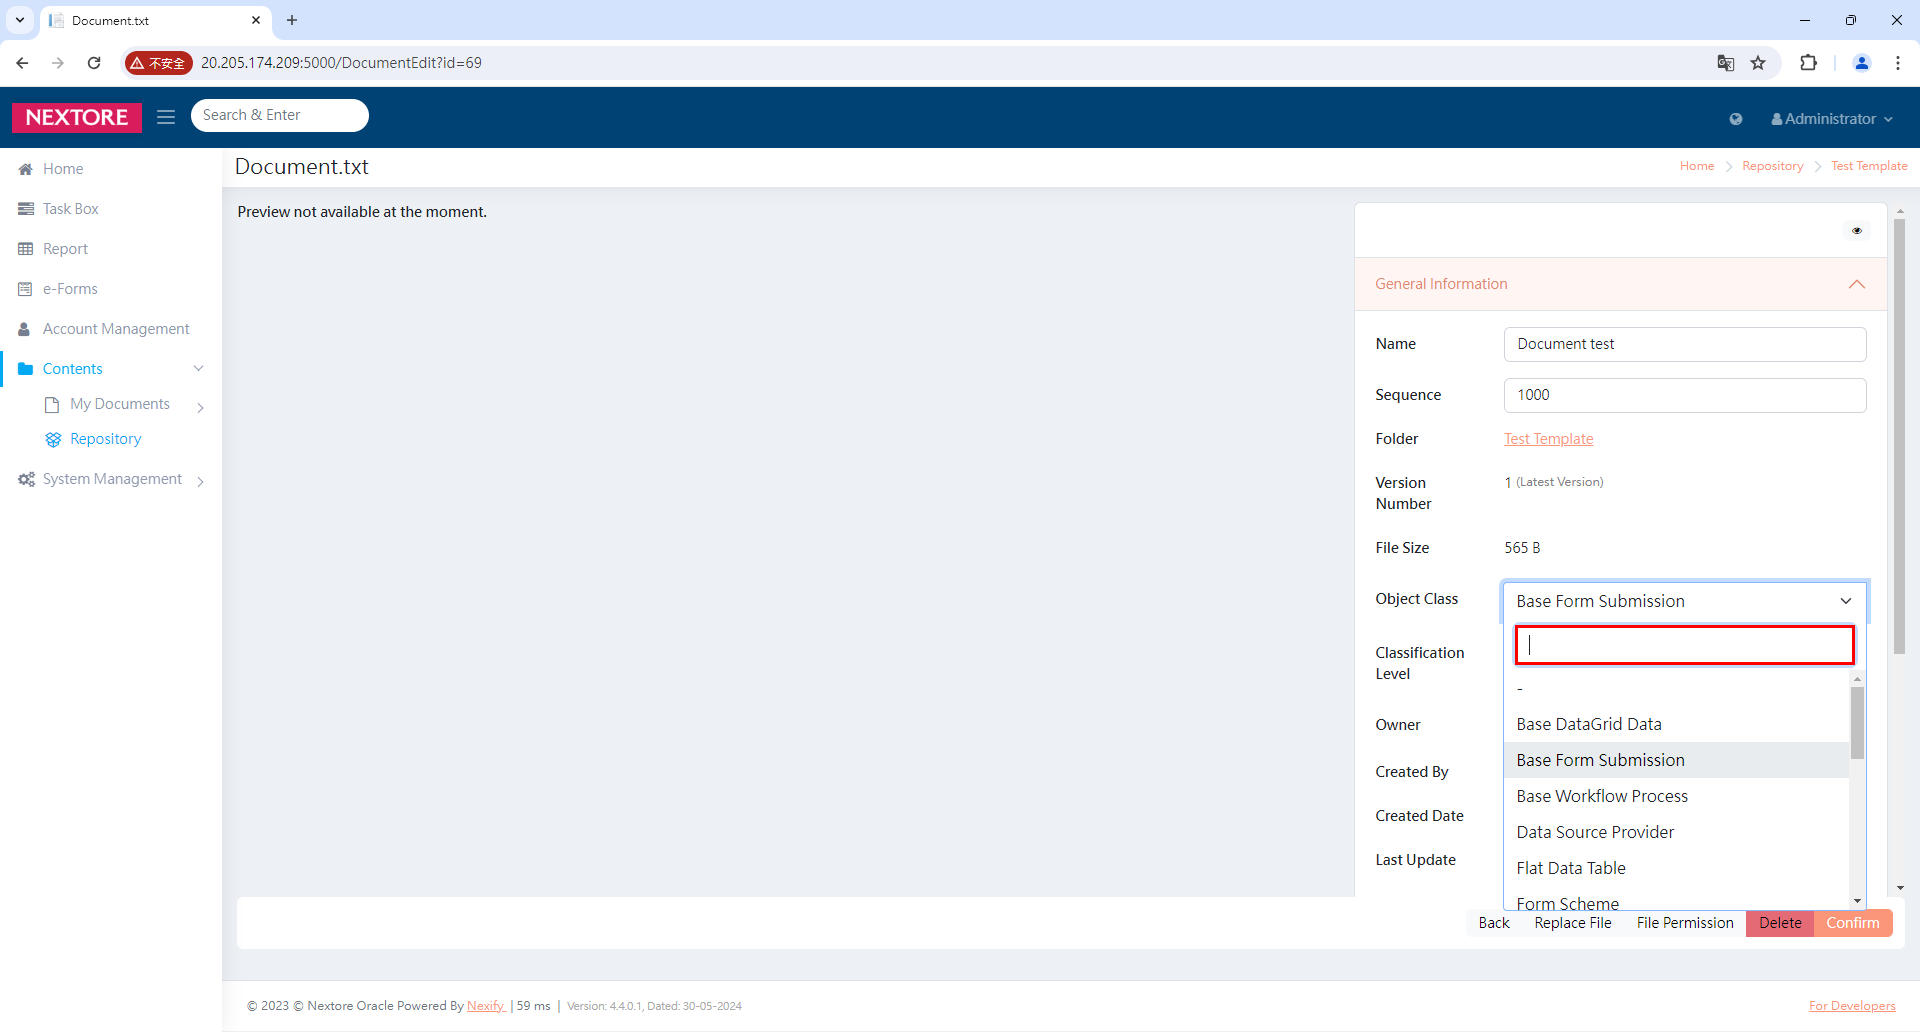 Document.txt
不安全
20.205.174.209:5000/DocumentEdit?id=69
NEXTORE
Search & Enter
Administrator
Home
Task Box
Report
e-Forms
Account Management
Contents
My Documents
Repository
System Management
Document.txt
Home
Repository
Test Template
Preview not available at the moment.
General Information
Name
Document test
Sequence
1000
Folder
Test Template
Version
Number
1 (Latest Version)
File Size
565 B
Object Class
Base Form Submission
Classification
Level
Owner
Created By
Created Date
Last Update
-
Base DataGrid Data
Base Form Submission
Base Workflow Process
Data Source Provider
Flat Data Table
Form Scheme
Back
Replace File
File Permission
Delete
Confirm
© 2023 © Nextore Oracle Powered By Nexify | 59 ms | Version: 4.4.0.1, Dated: 30-05-2024
For Developers